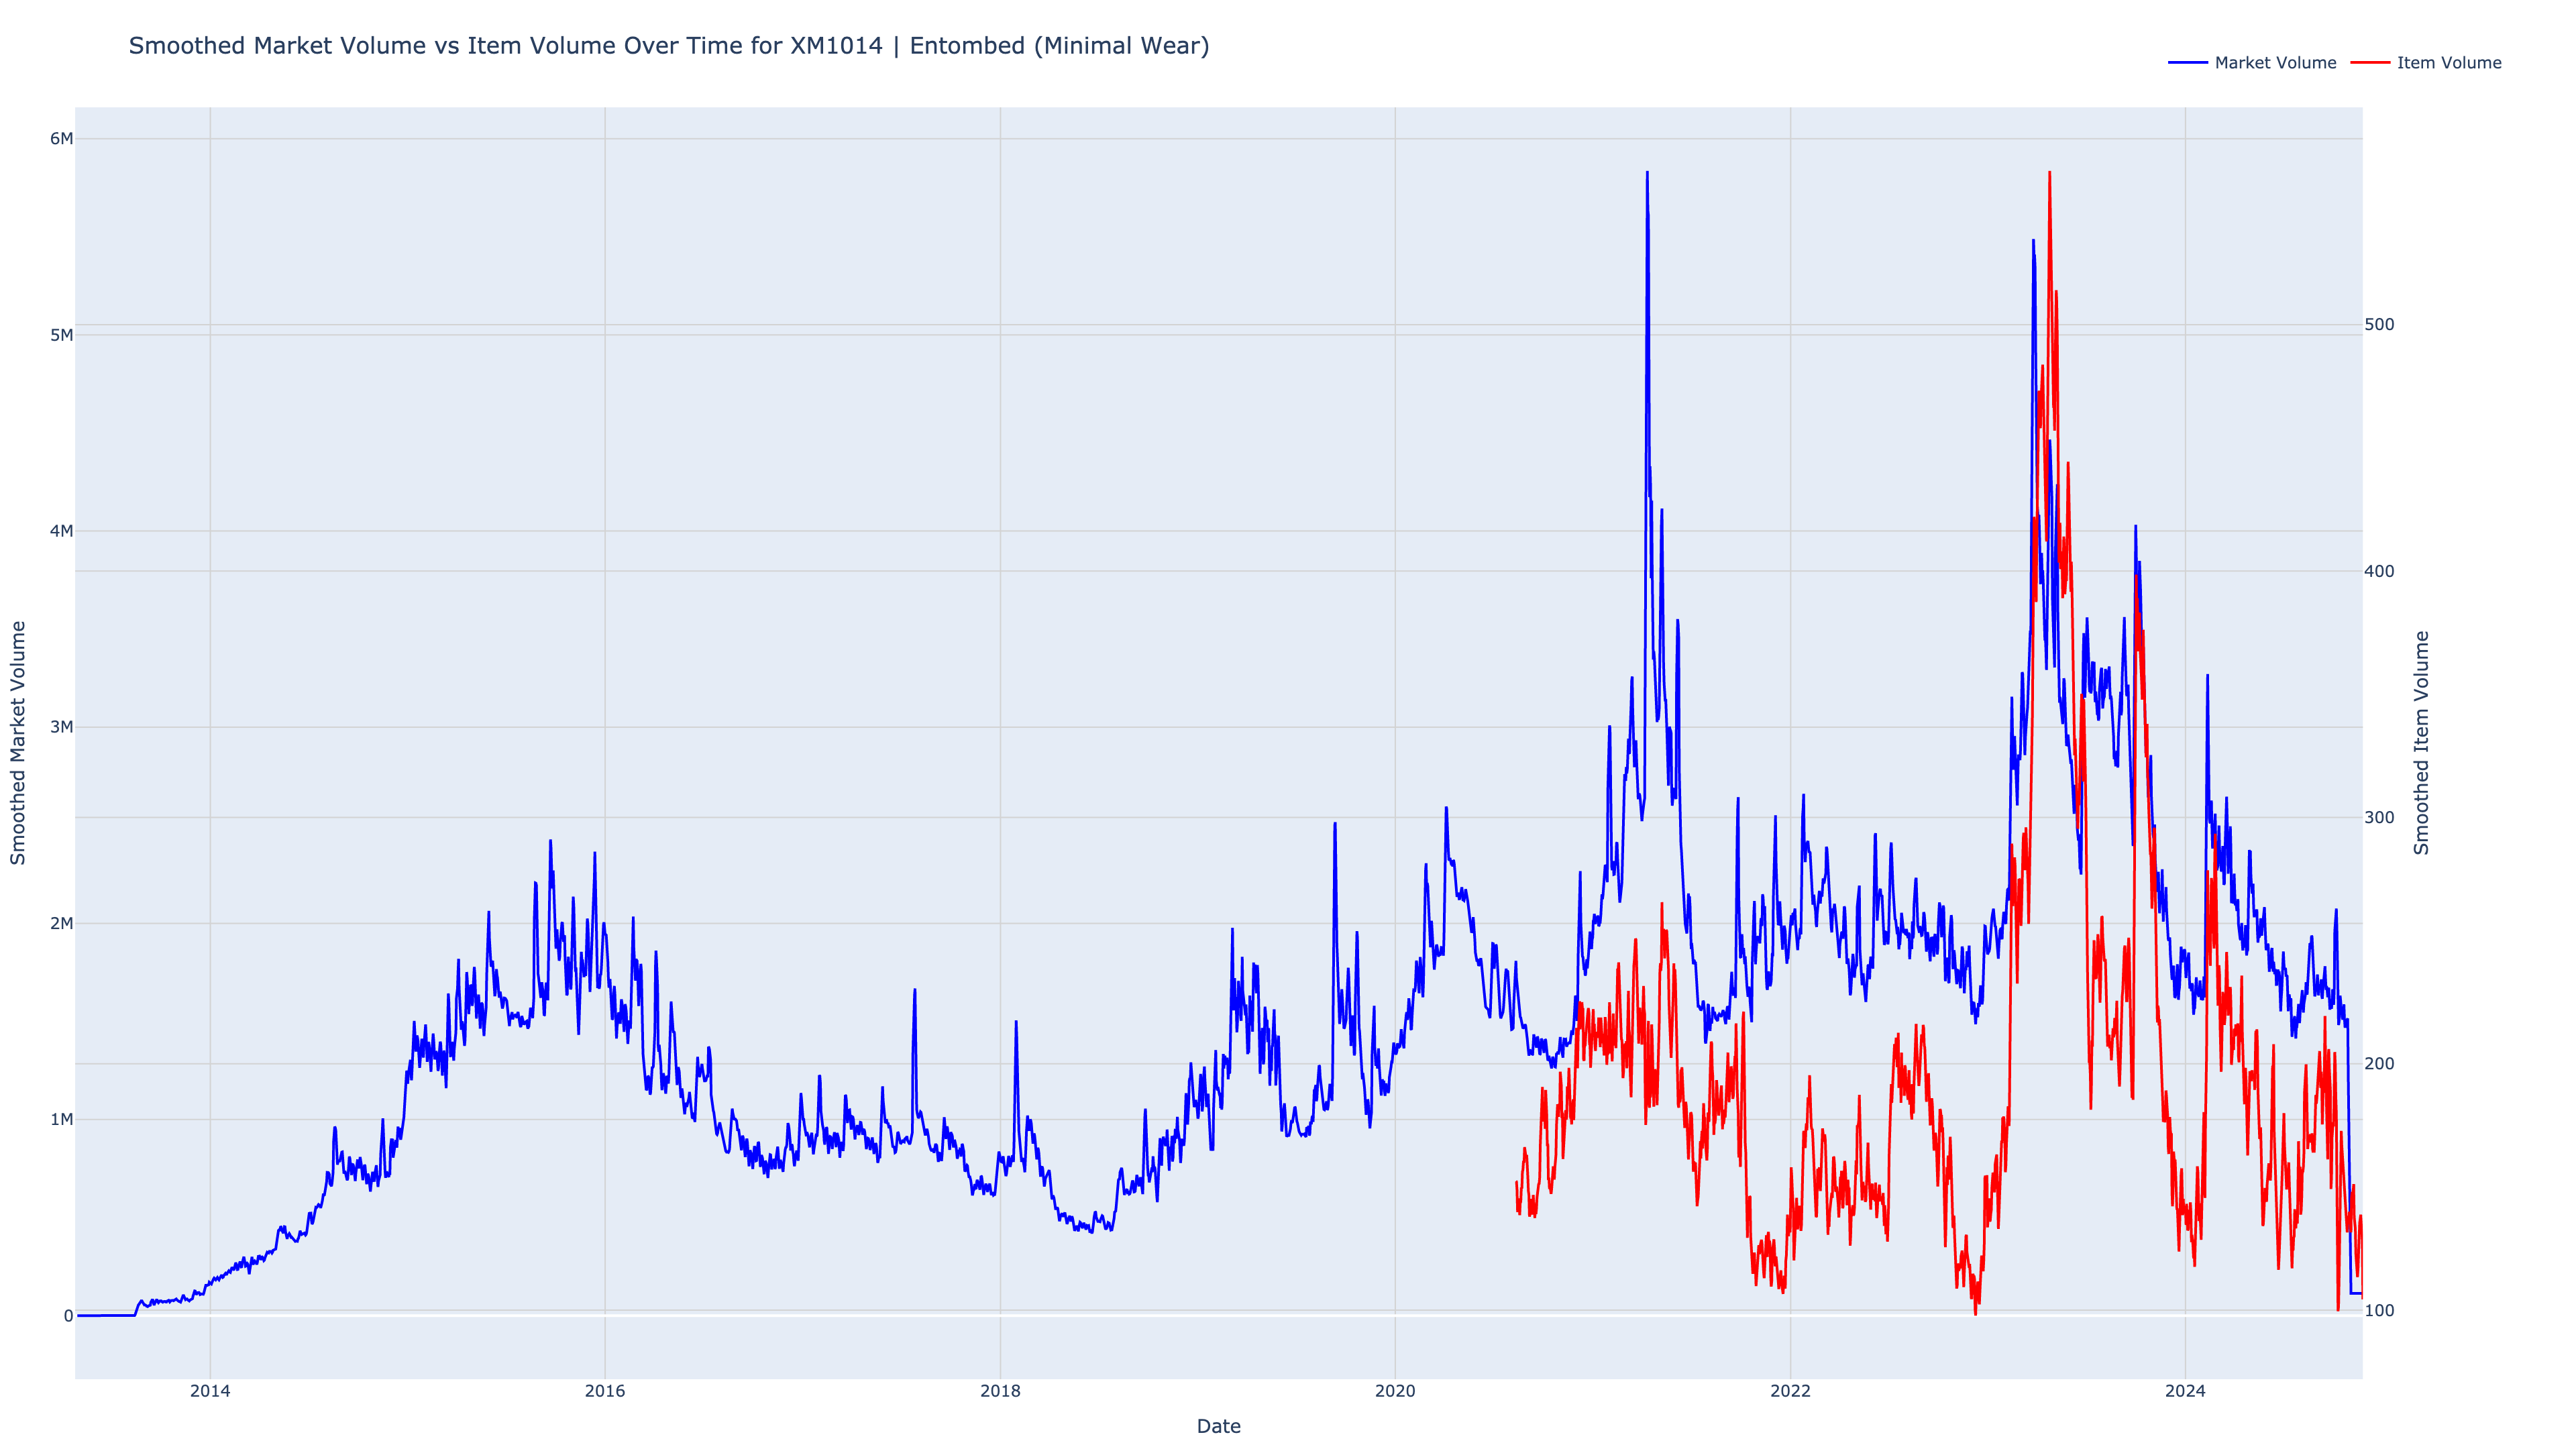 Smoothed Market Volume vs Item Volume Over Time for XM1014 | Entombed (Minimal Wear)
Market Volume
Item Volume
6M
5M
4M
3M
2M
1M
0
500
400
300
200
100
Smoothed Market Volume
Smoothed Item Volume
2014
2016
2018
2020
2022
2024
Date